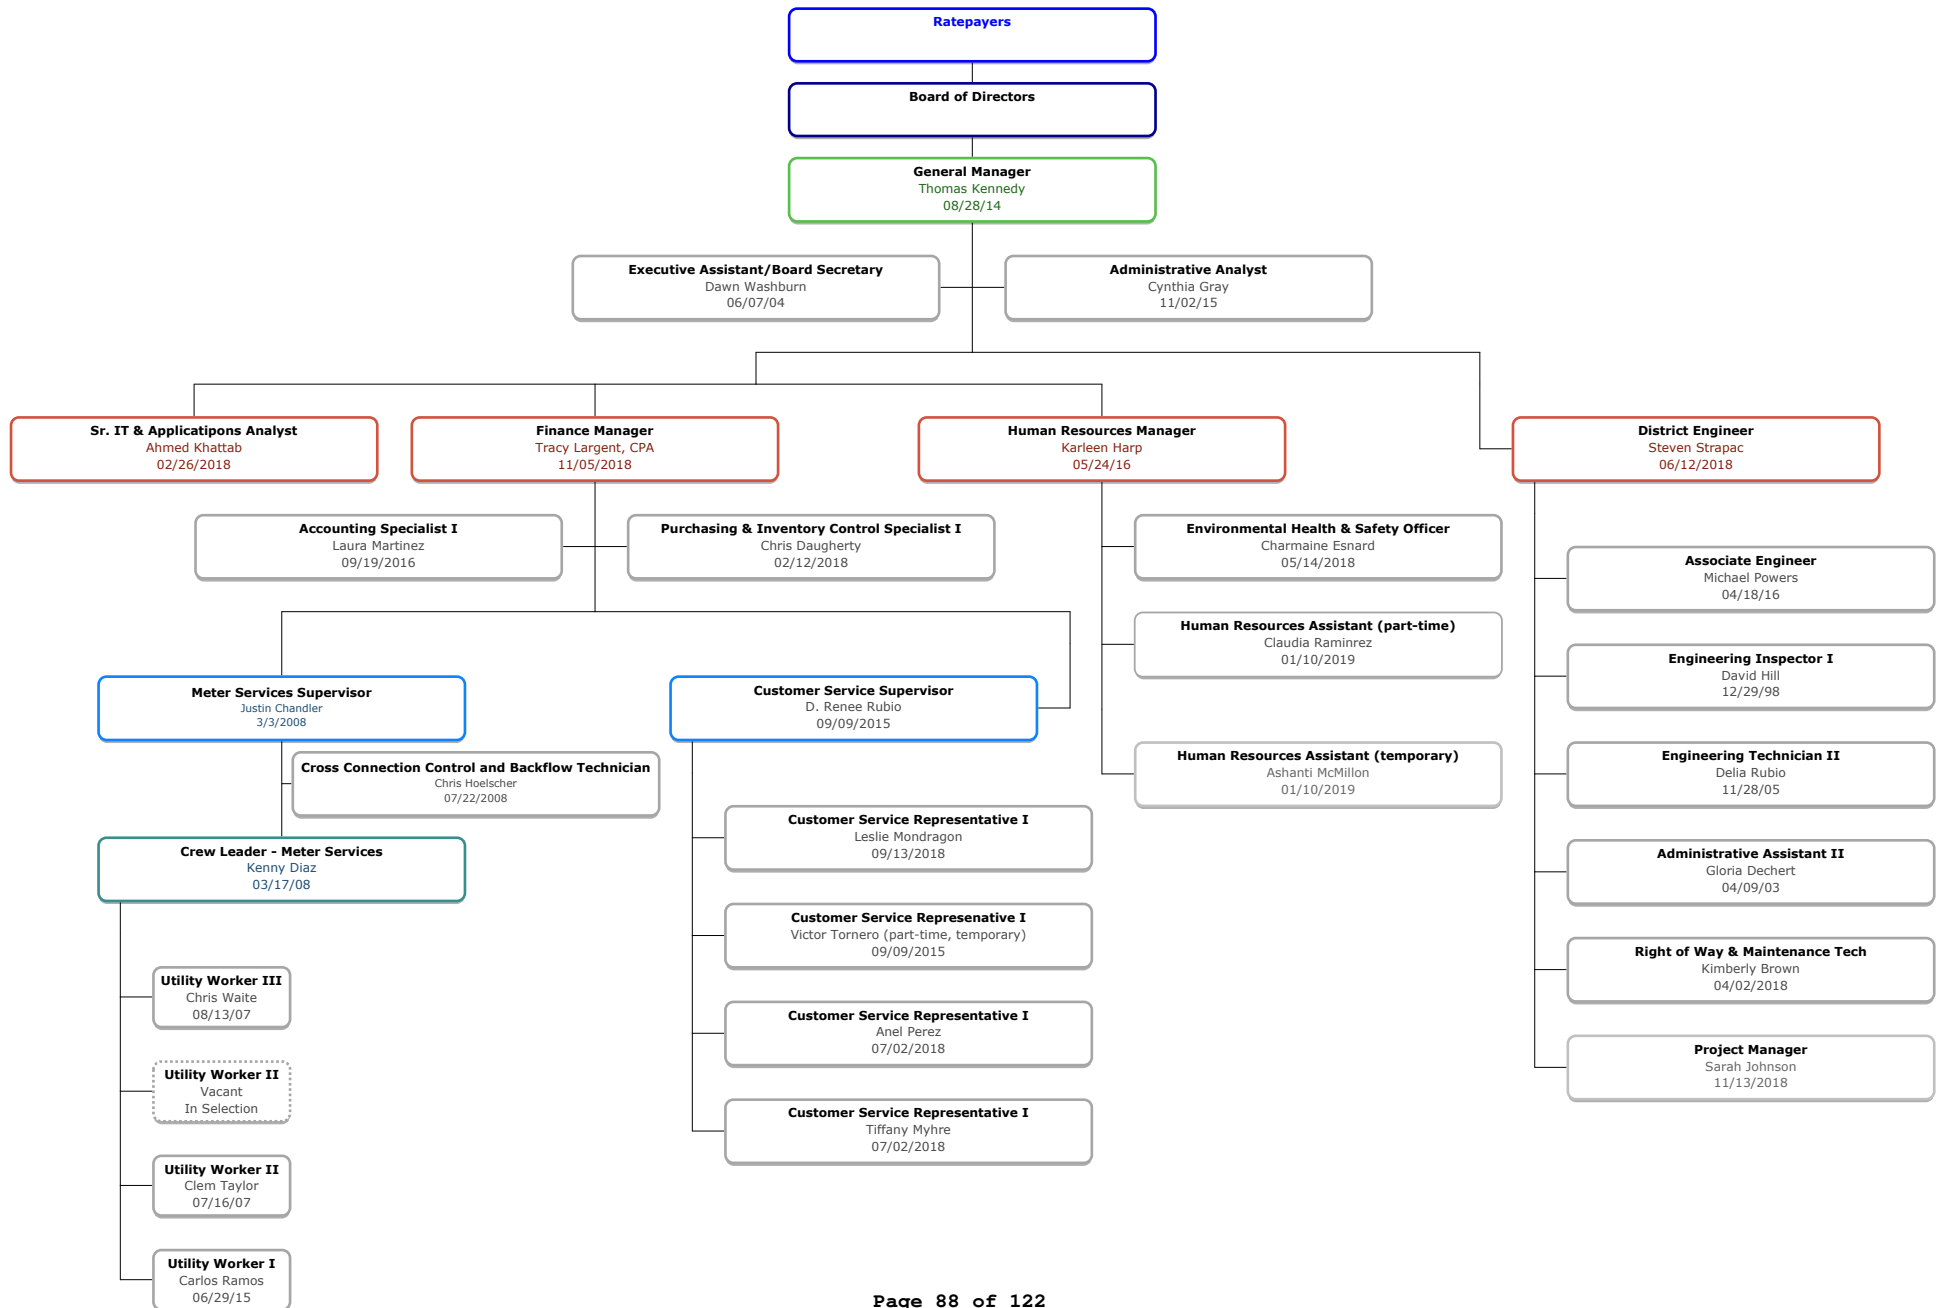 Ratepayers
Board of Directors
General Manager
Thomas Kennedy
08/28/14
Executive Assistant/Board Secretary
Dawn Washburn
06/07/04
Administrative Analyst
Cynthia Gray
11/02/15
Sr. IT & Applicatipons Analyst
Ahmed Khattab
02/26/2018
Finance Manager
Tracy Largent, CPA
11/05/2018
Human Resources Manager
Karleen Harp
05/24/16
District Engineer
Steven Strapac
06/12/2018
Accounting Specialist I
Laura Martinez
09/19/2016
Purchasing & Inventory Control Specialist I
Chris Daugherty
02/12/2018
Environmental Health & Safety Officer
Charmaine Esnard
05/14/2018
Human Resources Assistant (part-time)
Claudia Raminrez
01/10/2019
Human Resources Assistant (temporary)
Ashanti McMillon
01/10/2019
Associate Engineer
Michael Powers
04/18/16
Engineering Inspector I
David Hill
12/29/98
Engineering Technician II
Delia Rubio
11/28/05
Administrative Assistant II
Gloria Dechert
04/09/03
Right of Way & Maintenance Tech
Kimberly Brown
04/02/2018
Project Manager
Sarah Johnson
11/13/2018
Meter Services Supervisor
Justin Chandler
3/3/2008
Cross Connection Control and Backflow Technician
Chris Hoelscher
07/22/2008
Crew Leader - Meter Services
Kenny Diaz
03/17/08
Utility Worker III
Chris Waite
08/13/07
Utility Worker II
Vacant
In Selection
Utility Worker II
Clem Taylor
07/16/07
Utility Worker I
Carlos Ramos
06/29/15
Customer Service Supervisor
D. Renee Rubio
09/09/2015
Customer Service Representative I
Leslie Mondragon
09/13/2018
Customer Service Represenative I
Victor Tornero (part-time, temporary)
09/09/2015
Customer Service Representative I
Anel Perez
07/02/2018
Customer Service Representative I
Tiffany Myhre
07/02/2018
Page 88 of 122